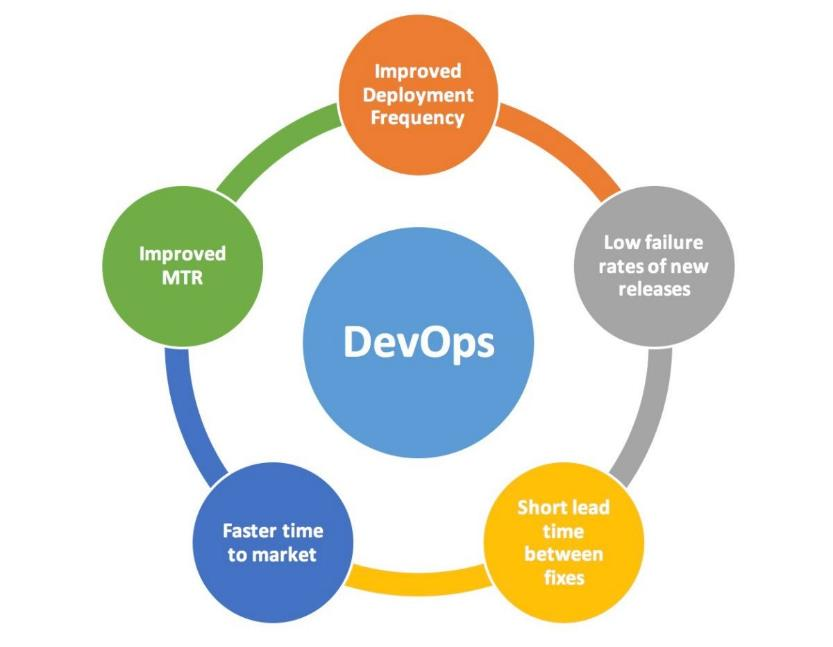 Improved
Deployment
Frequency
Low failure
rates of new
releases
Short lead
time
between
fixes
Faster time
to market
Improved
MTR
DevOps